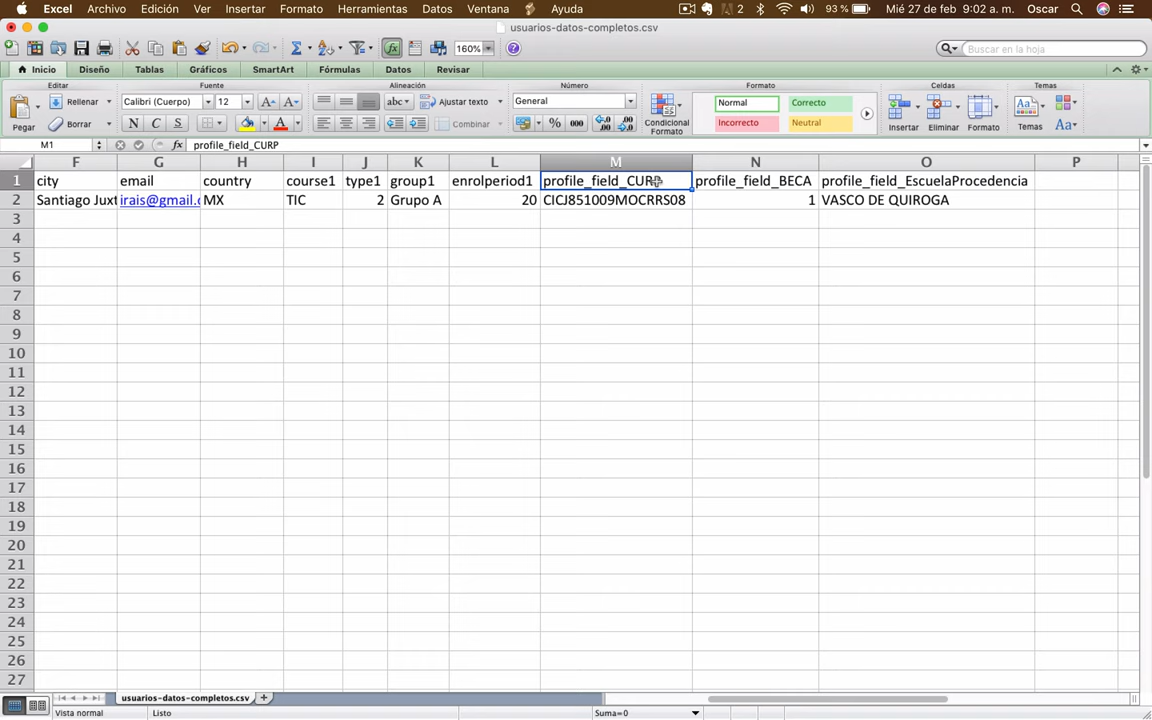 Excel Archivo Edición Ver Insertar Formato Herramientas Datos Ventana Ayuda 2 93 % Mié 27 de feb 9:02 a. m. Oscar
usuarios-datos-completos.csv
160% Buscar en la hoja
Inicio Diseño Tablas Gráficos SmartArt Fórmulas Datos Revisar
Editar Fuente Alineación Número Formato Celdas Temas
Rellenar Calibri (Cuerpo) 12 A A abc Ajustar texto General Normal Correcto Aa
Pegar Borrar N C S A Combinar % 000 Condicional Formato Incorrecto Neutral Insertar Eliminar Formato Temas Aa
M1 fx profile_field_CURP
F G H I J K L M N O P
1 city email country course1 type1 group1 enrolperiod1 profile_field_CURP profile_field_BECA profile_field_EscuelaProcedencia
2 Santiago Juxt irais@gmail.c MX TIC 2 Grupo A 20 CICJ851009MOCRRS08 1 VASCO DE QUIROGA
3
4
5
6
7
8
9
10
11
12
13
14
15
16
17
18
19
20
21
22
23
24
25
26
27
usuarios-datos-completos.csv
Vista normal Listo Suma=0